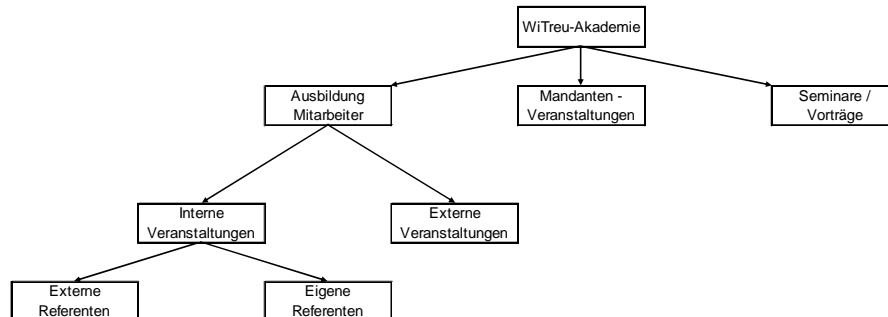 WiTreu-Akademie
Ausbildung
Mitarbeiter
Mandanten -
Veranstaltungen
Seminare /
Vorträge
Interne
Veranstaltungen
Externe
Veranstaltungen
Externe
Referenten
Eigene
Referenten